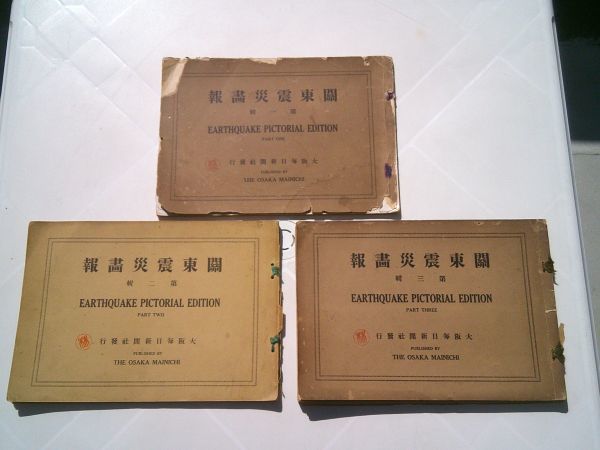 關東震災畫報
第一輯
EARTHQUAKE PICTORIAL EDITION
PART ONE
大阪每日新聞社發行
PUBLISHED BY
THE OSAKA MAINICHI
關東震災畫報
第二輯
EARTHQUAKE PICTORIAL EDITION
PART TWO
大阪每日新聞社發行
PUBLISHED BY
THE OSAKA MAINICHI
關東震災畫報
第三輯
EARTHQUAKE PICTORIAL EDITION
PART THREE
大阪每日新聞社發行
PUBLISHED BY
THE OSAKA MAINICHI